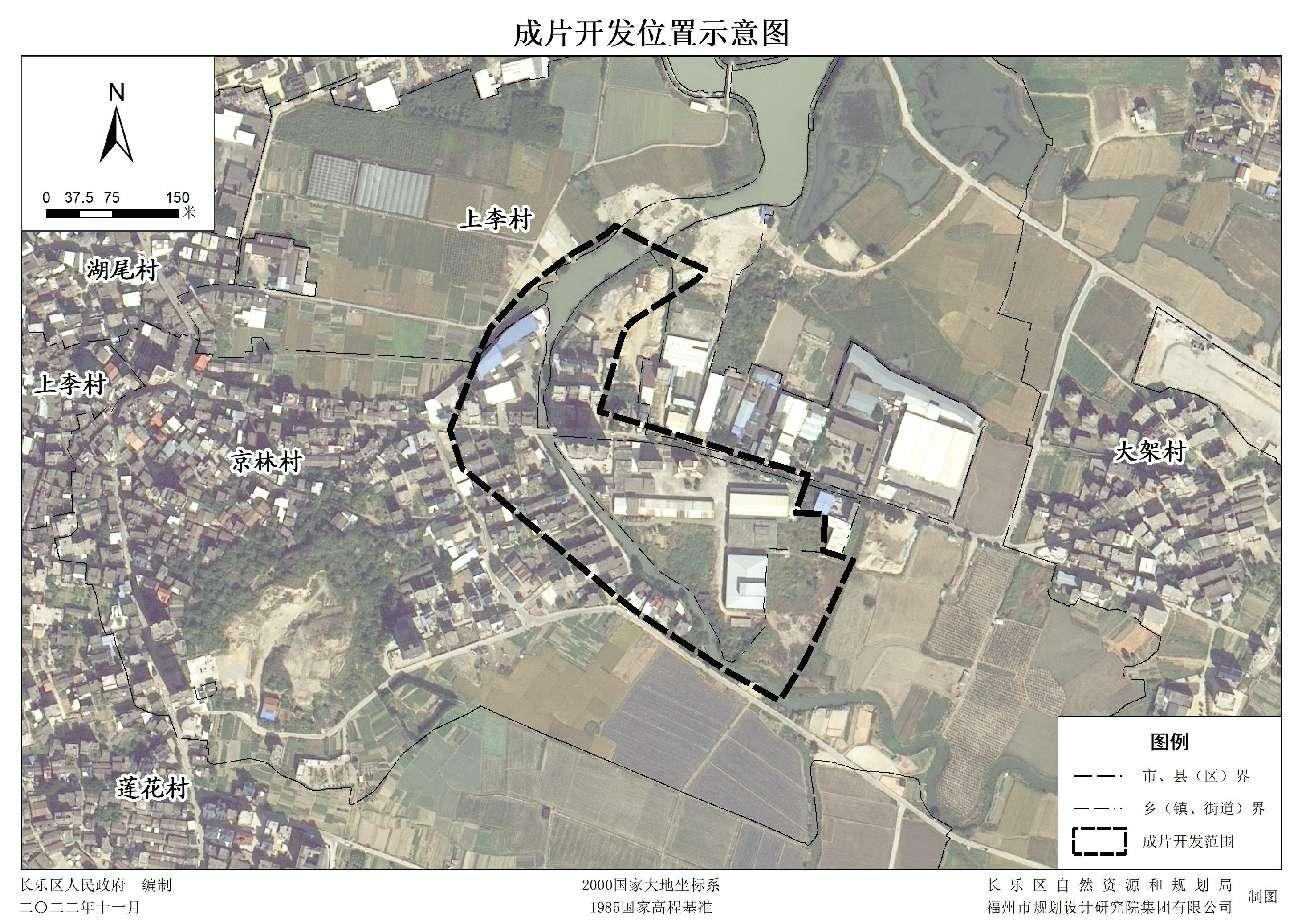 成片开发位置示意图
N
0 37.5 75 150
米
上李村
湖尾村
上李村
京林村
大架村
莲花村
图例
市、县（区）界
乡（镇、街道）界
成片开发范围
长乐区人民政府 编制
二〇二二年十一月
2000国家大地坐标系
1985国家高程基准
长乐区自然资源和规划局
福州市规划设计研究院集团有限公司
制图